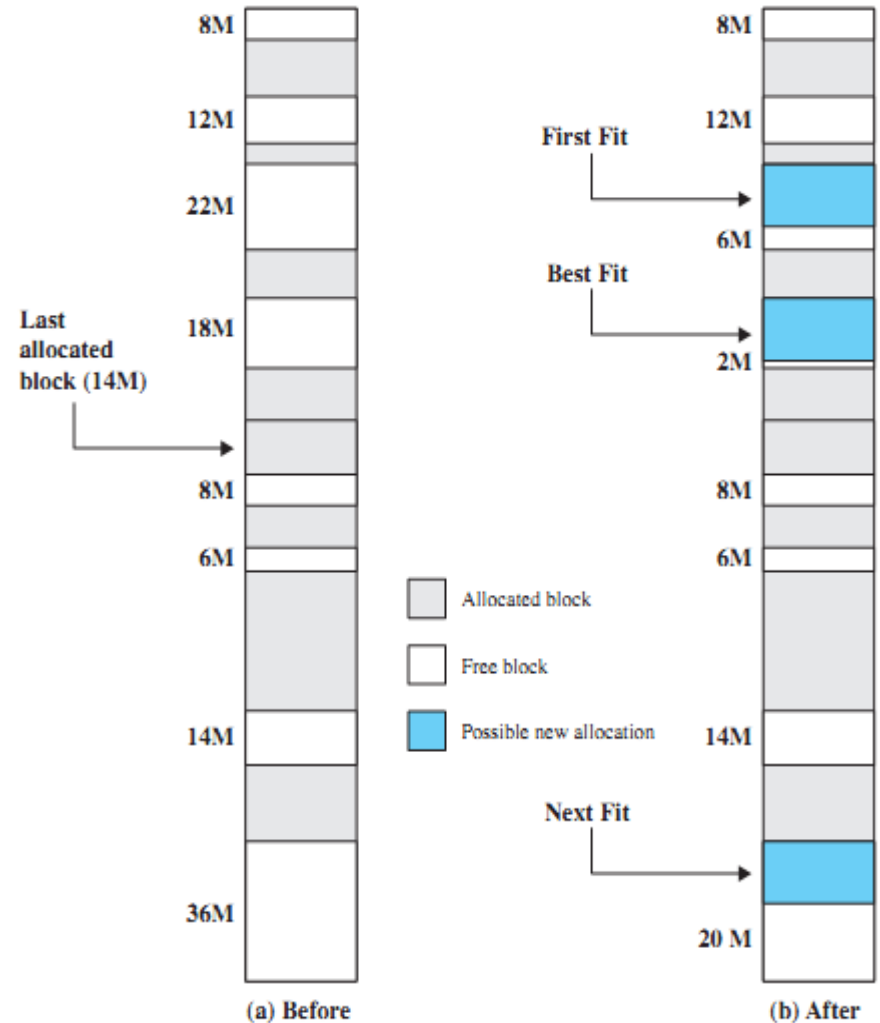 8M
12M
22M
18M
Last
allocated
block (14M)
8M
6M
14M
36M
(a) Before
Allocated block
Free block
Possible new allocation
8M
12M
First Fit
6M
Best Fit
2M
8M
6M
14M
Next Fit
20 M
(b) After